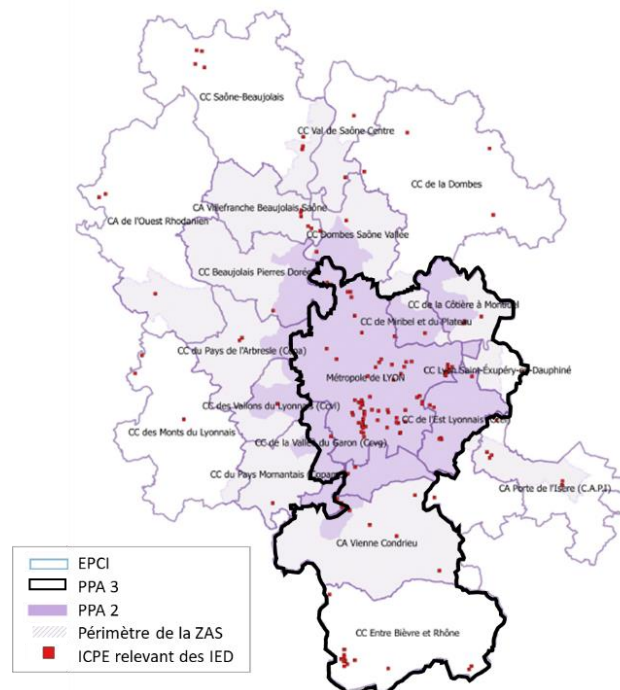 CC Saône-Beaujolais
CC Val de Saône Centre
CC de la Dombes
CA Villefranche Beaujolais Saône
CA de l'Ouest Rhodanien
CC Dombes Saône Vallée
CC Beaujolais Pierres Dorée
CC de la Côtière à Montuel
CC de Miribel et du Plateau
CC du Pays de l'Arbresle (Ccpa)
CC Lyon Saint-Exupéry en Dauphiné
Métropole de LYON
CC des Vallons du Lyonnais (Ccvl)
CC de l'Est Lyonnais
CC des Monts du Lyonnais
CC de la Vallée du Garon (Ccvg)
CC du Pays Mornantais
CA Porte de l'Isère (C.A.P.I)
CA Vienne Condrieu
CC Entre Bièvre et Rhône
EPCI
PPA 3
PPA 2
Périmètre de la ZAS
ICPE relevant des IED